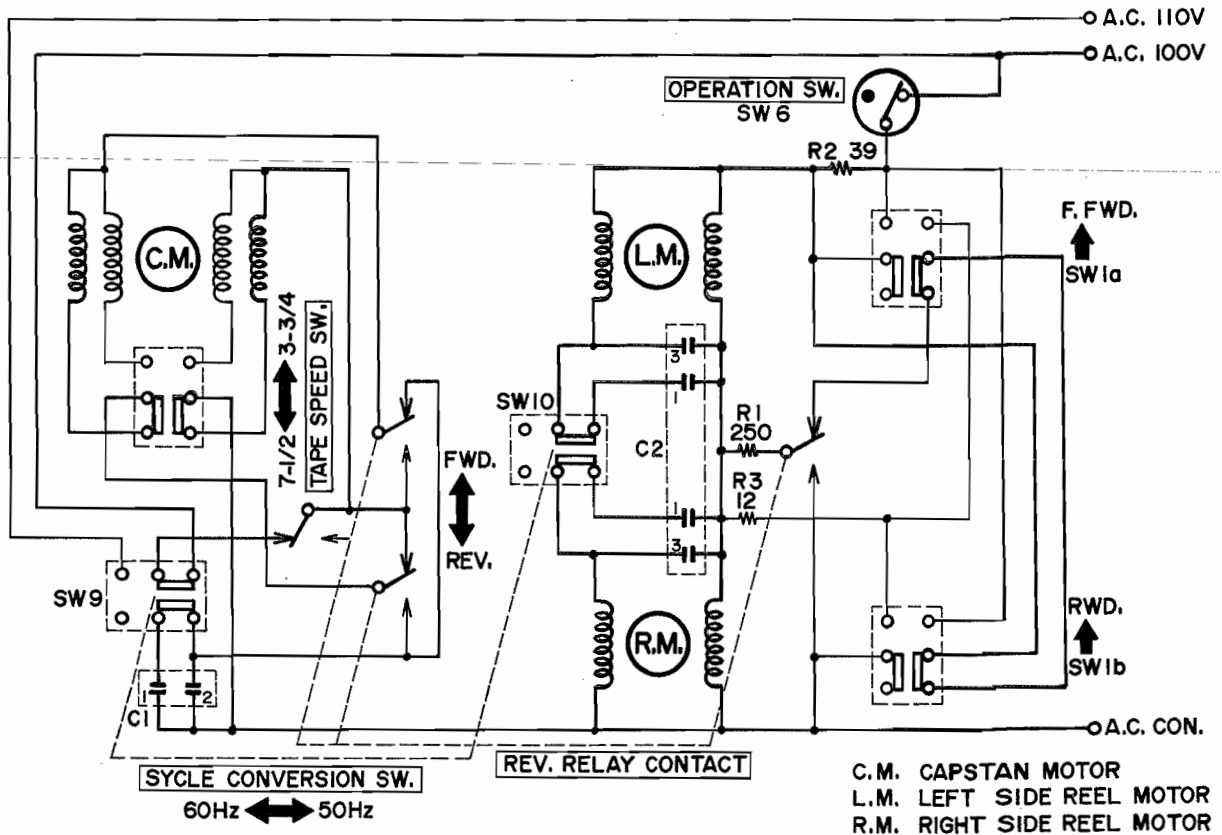 A.C. 110V
A.C. 100V
OPERATION SW.
SW 6
R2 39
F. FWD.
SW1a
C.M.
L.M.
7-1/2 3-3/4
TAPE SPEED SW.
3
1
SW10
C2
R1
250
FWD.
REV.
R3
12
1
3
SW9
R.M.
RWD.
SW1b
1
2
C1
A.C. CON.
SYCLE CONVERSION SW.
60Hz 50Hz
REV. RELAY CONTACT
C.M. CAPSTAN MOTOR
L.M. LEFT SIDE REEL MOTOR
R.M. RIGHT SIDE REEL MOTOR